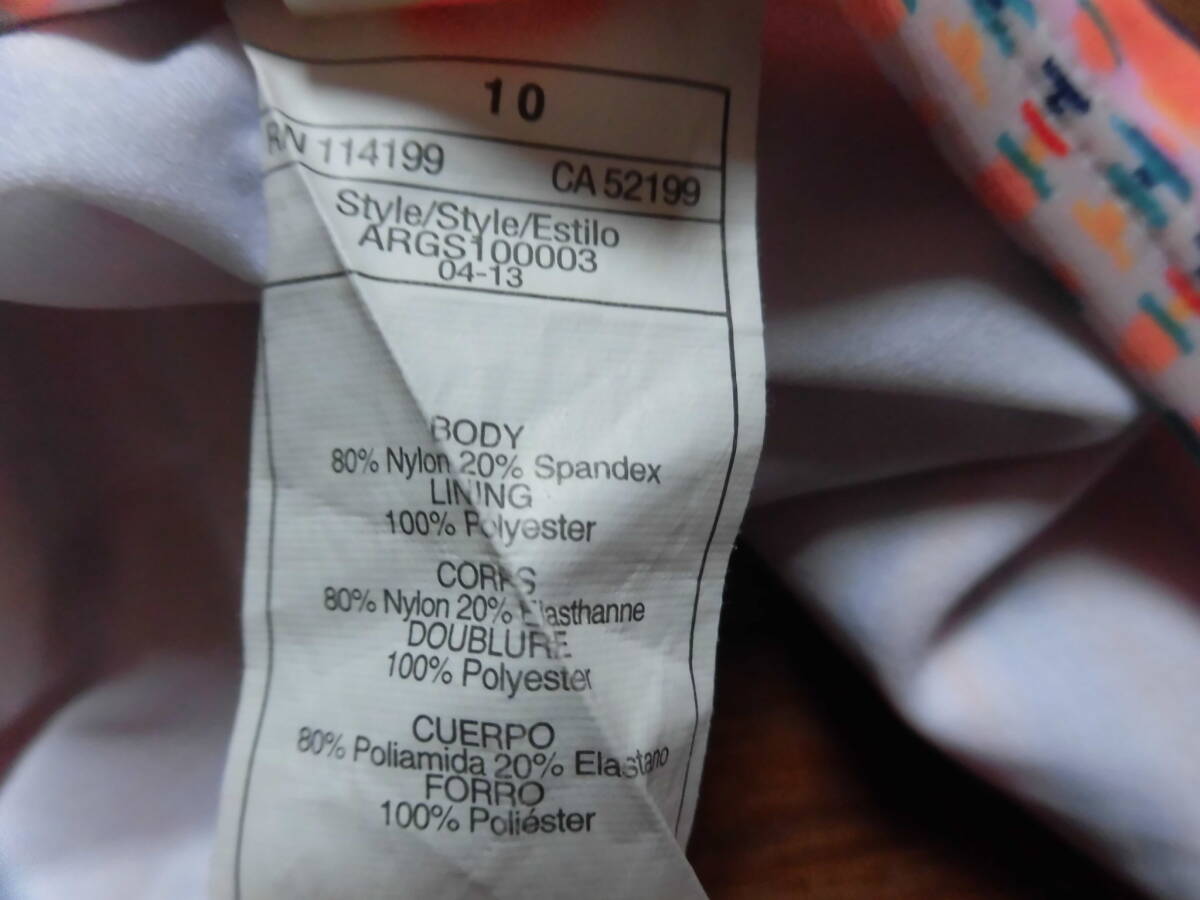 10
RN 114199 CA 52199
Style/Style/Estilo
ARGS100003
04-13
BODY
80% Nylon 20% Spandex
LINING
100% Polyester
CORPS
80% Nylon 20% Elasthanne
DOUBLURE
100% Polyester
CUERPO
80% Poliamida 20% Elastano
FORRO
100% Poliéster